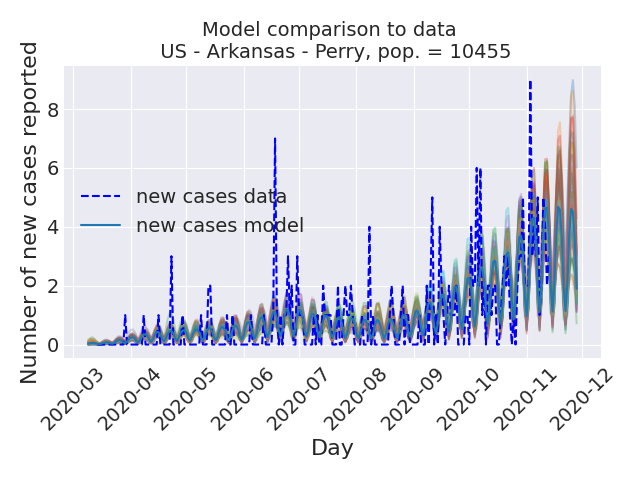 Model comparison to data
US - Arkansas - Perry, pop. = 10455
Number of new cases reported
8
6
4
2
0
new cases data
new cases model
2020-03
2020-04
2020-05
2020-06
2020-07
2020-08
2020-09
2020-10
2020-11
2020-12
Day